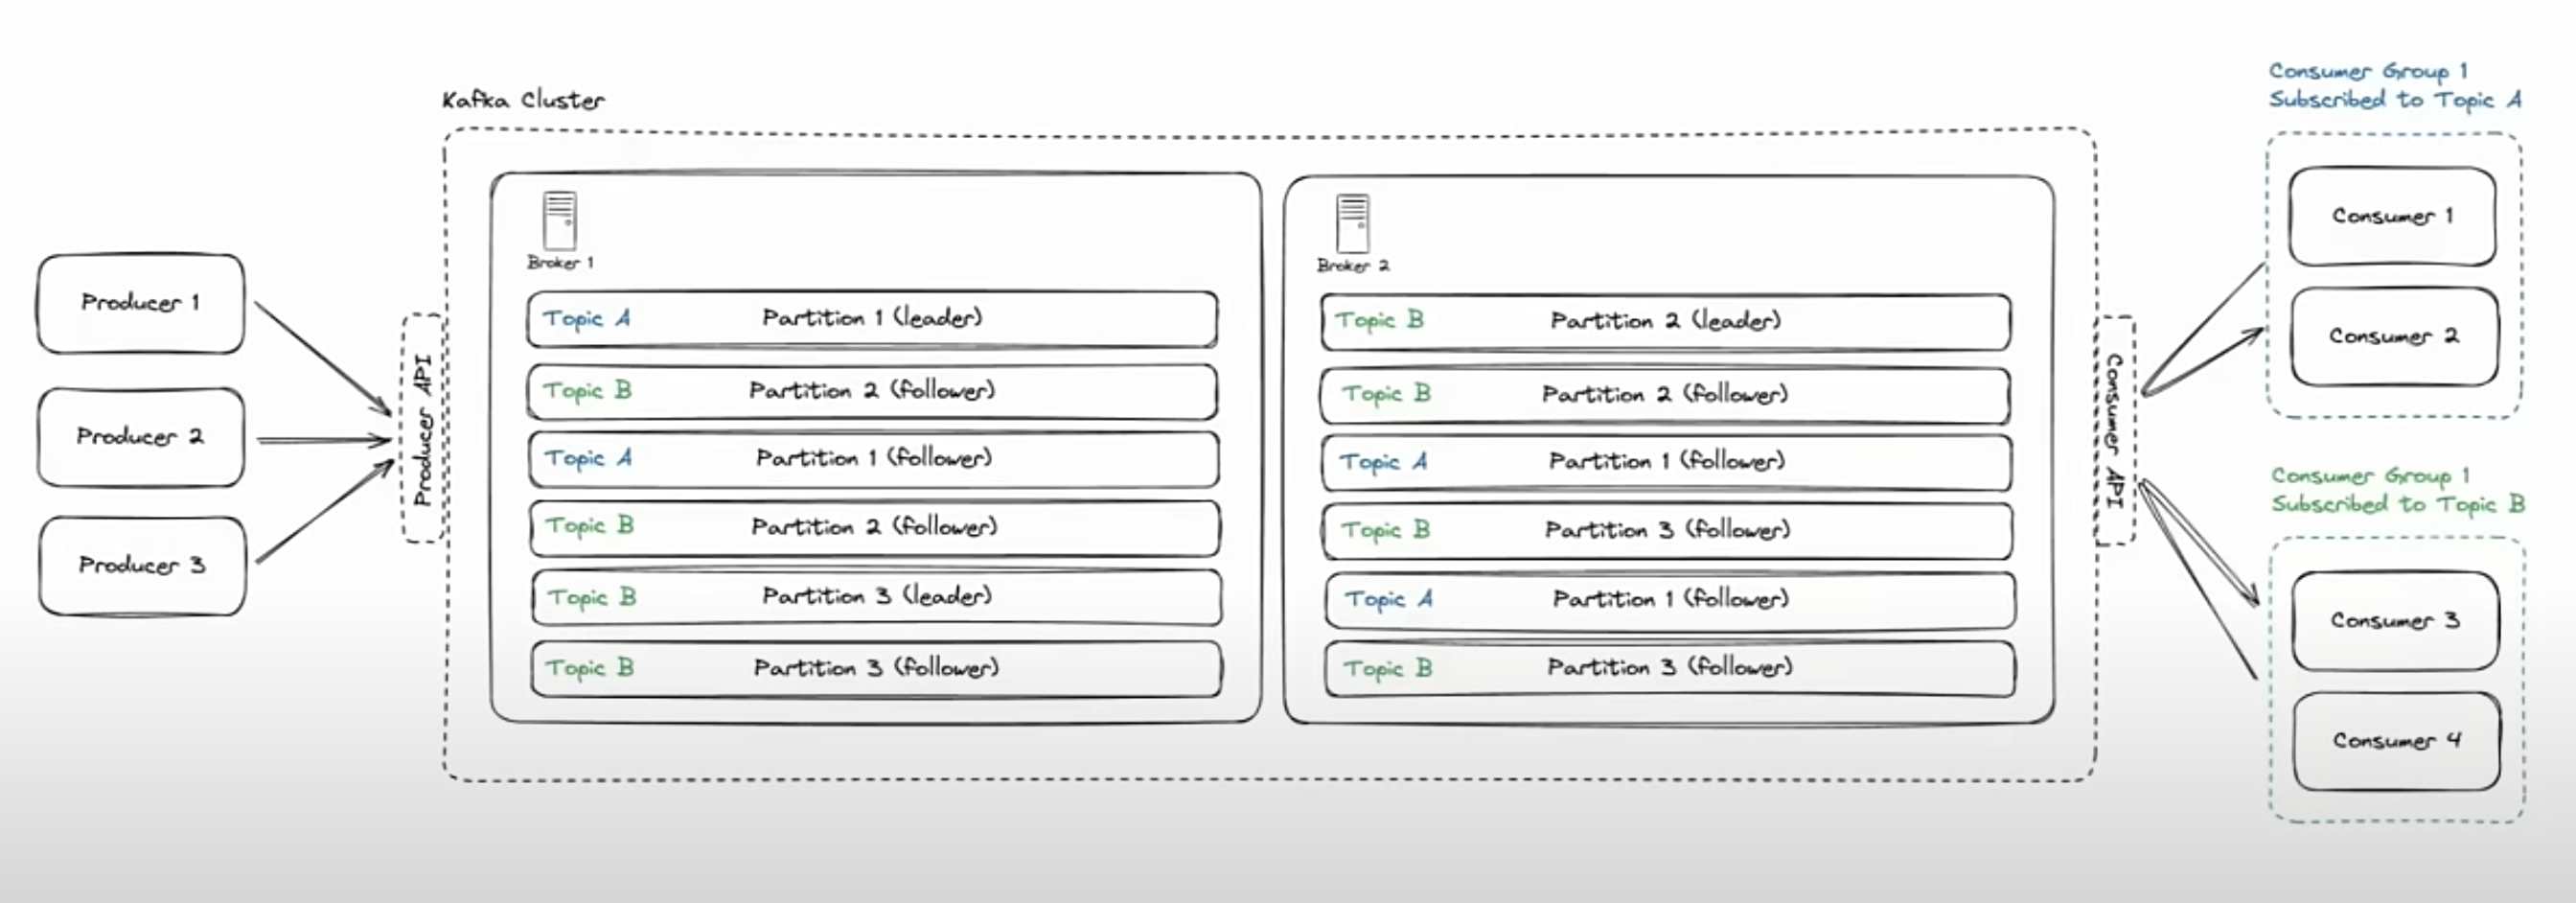 Kafka Cluster
Producer 1
Producer 2
Producer 3
Producer API
Broker 1
Topic A Partition 1 (leader)
Topic B Partition 2 (follower)
Topic A Partition 1 (follower)
Topic B Partition 2 (follower)
Topic B Partition 3 (leader)
Topic B Partition 3 (follower)
Broker 2
Topic B Partition 2 (leader)
Topic B Partition 2 (follower)
Topic A Partition 1 (follower)
Topic B Partition 3 (follower)
Topic A Partition 1 (follower)
Topic B Partition 3 (follower)
Consumer API
Consumer Group 1
Subscribed to Topic A
Consumer 1
Consumer 2
Consumer Group 1
Subscribed to Topic B
Consumer 3
Consumer 4